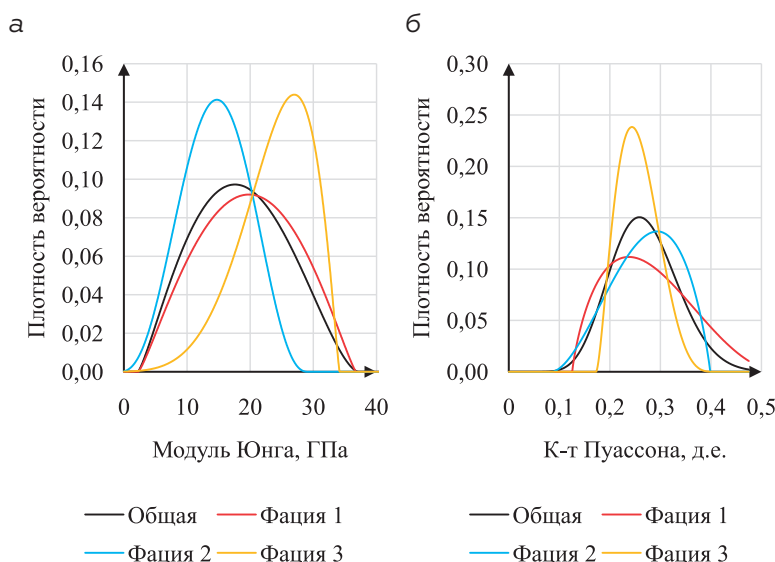 а
б
Плотность вероятности
0,16
0,14
0,12
0,10
0,08
0,06
0,04
0,02
0,00
0 10 20 30 40
Модуль Юнга, ГПа
Общая Фация 1
Фация 2 Фация 3
Плотность вероятности
0,30
0,25
0,20
0,15
0,10
0,05
0,00
0 0,1 0,2 0,3 0,4 0,5
К-т Пуассона, д.е.
Общая Фация 1
Фация 2 Фация 3